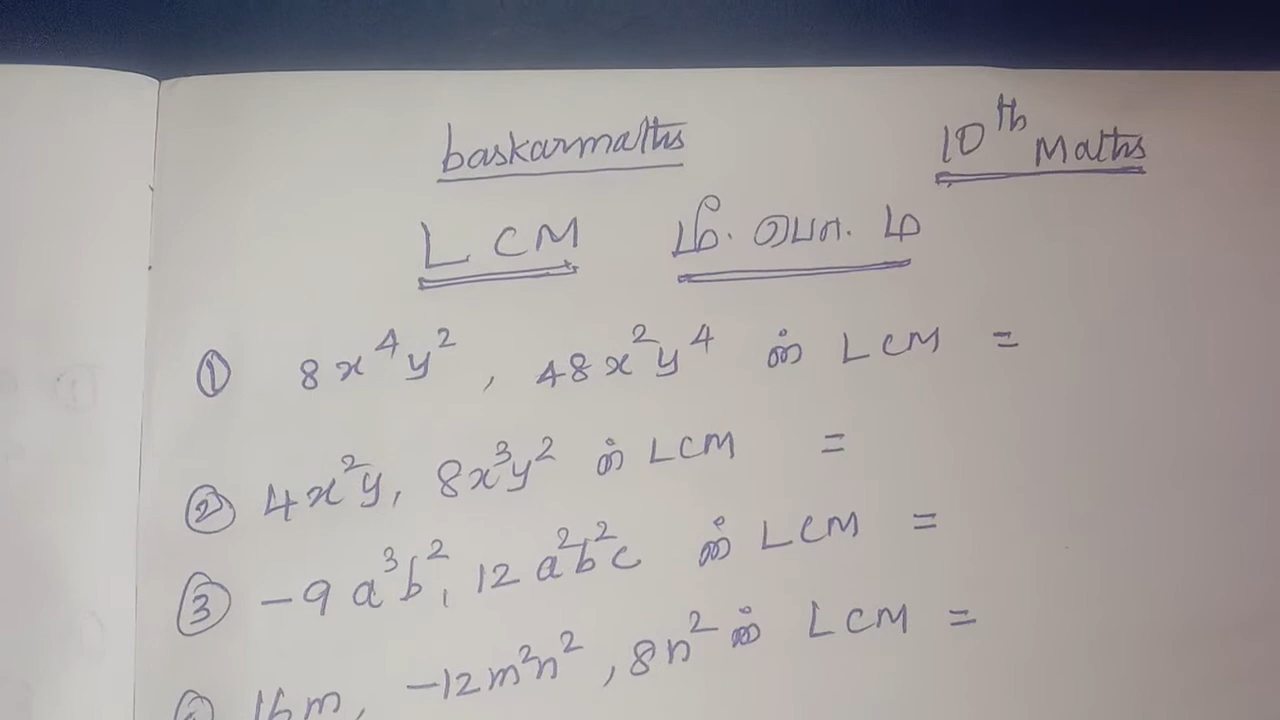 baskarmaths
10th Maths
LCM மீ. பொ. ம
① 8x⁴y², 48x²y⁴ ன் LCM =
② 4x²y, 8x³y² ன் LCM =
③ -9a³b², 12a²b²c ன் LCM =
16m, -12m²n², 8n² ன் LCM =